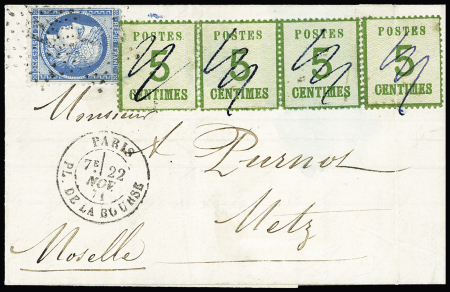 POSTES 5 CENTIMES
POSTES 5 CENTIMES
POSTES 5 CENTIMES
POSTES 5 CENTIMES
Monsieur
A. Purnot
Metz
Moselle
PARIS
7E 22
NOV
71
PL. DE LA BOURSE